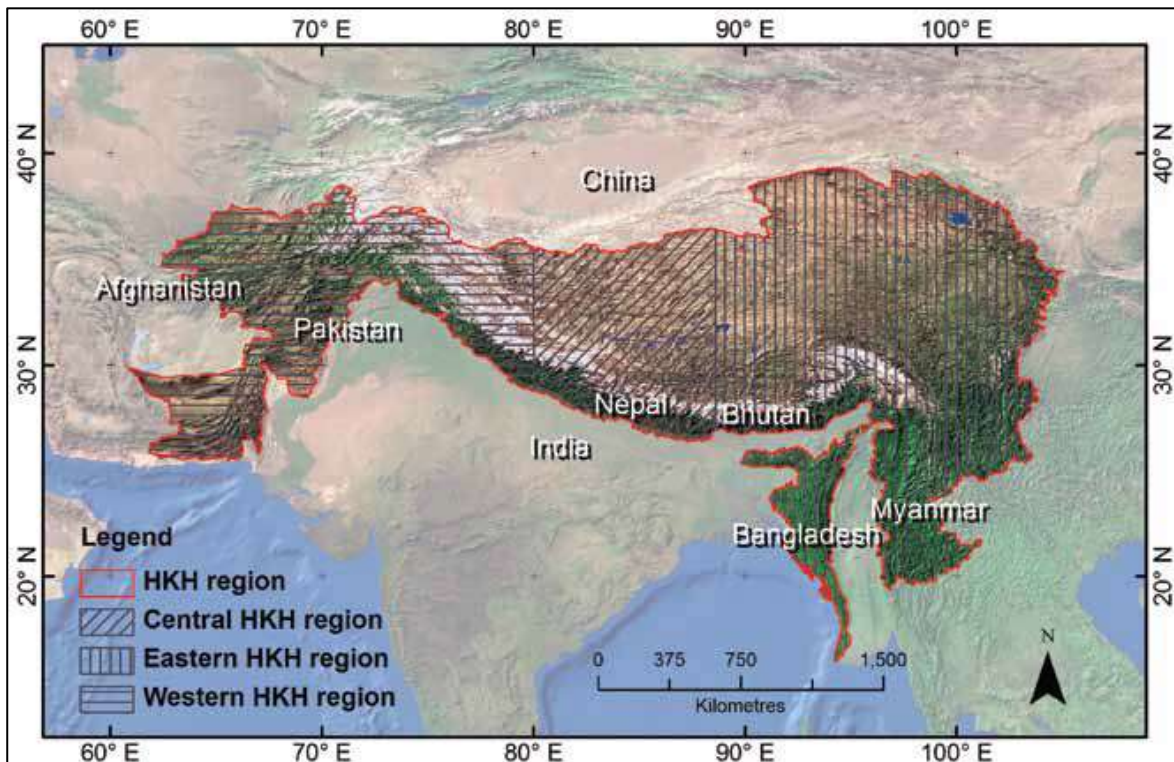 60° E 70° E 80° E 90° E 100° E
40° N
30° N
20° N
40° N
30° N
20° N
China
Afghanistan
Pakistan
Nepal
Bhutan
India
Myanmar
Bangladesh
Legend
HKH region
Central HKH region
Eastern HKH region
Western HKH region
0 375 750 1,500
Kilometres
N
60° E 70° E 80° E 90° E 100° E